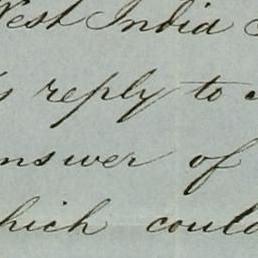 West India
's reply to
answer of
which could